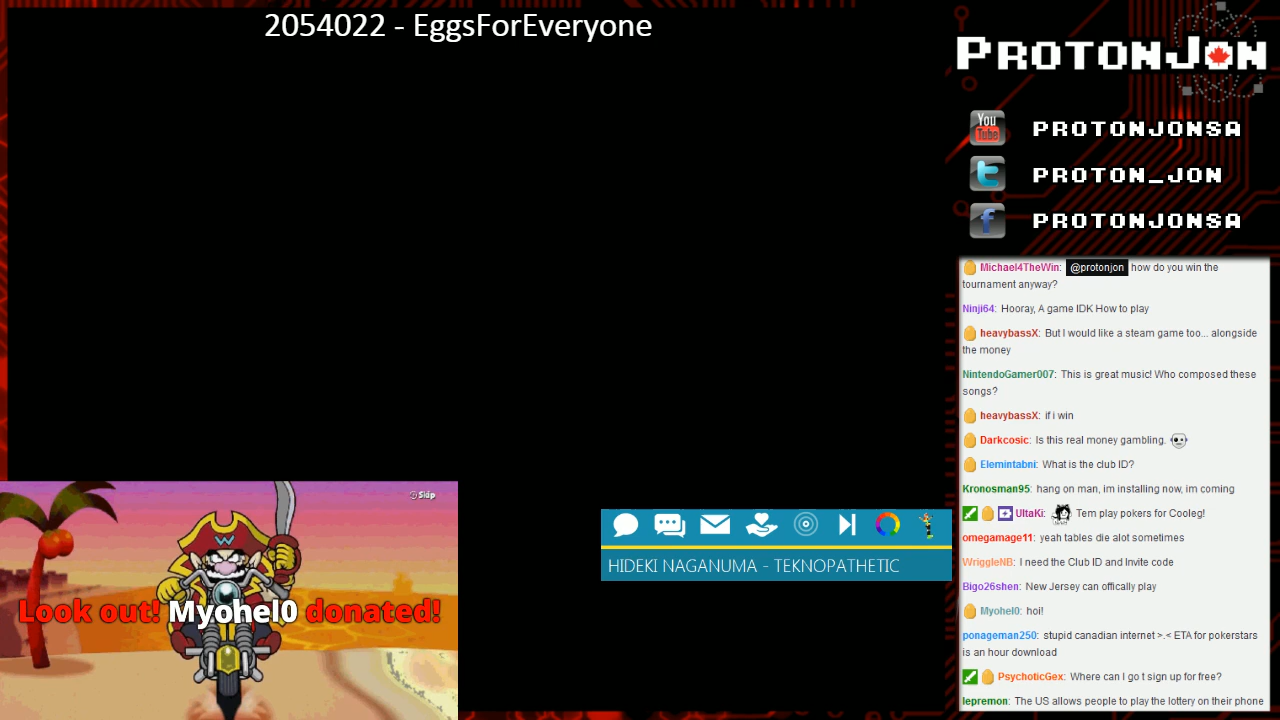 2054022 - EggsForEveryone
PROTONJON
You
Tube
PROTONJONSA
PROTON_JON
PROTONJONSA
Michael4TheWin: @protonjon how do you win the
tournament anyway?
Ninji64: Hooray, A game IDK How to play
heavybassX: But I would like a steam game too... alongside
the money
NintendoGamer007: This is great music! Who composed these
songs?
heavybassX: if i win
Darkcosic: Is this real money gambling.
Elemintabni: What is the club ID?
Kronosman95: hang on man, im installing now, im coming
UltaKi: Tem play pokers for Cooleg!
omegamage11: yeah tables die alot sometimes
WriggleNB: I need the Club ID and Invite code
Bigo26shen: New Jersey can offically play
Myohel0: hoi!
ponageman250: stupid canadian internet >.< ETA for pokerstars
is an hour download
PsychoticGex: Where can I go t sign up for free?
lepremon: The US allows people to play the lottery on their phone
Skip
W
Look out! Myohel0 donated!
HIDEKI NAGANUMA - TEKNOPATHETIC